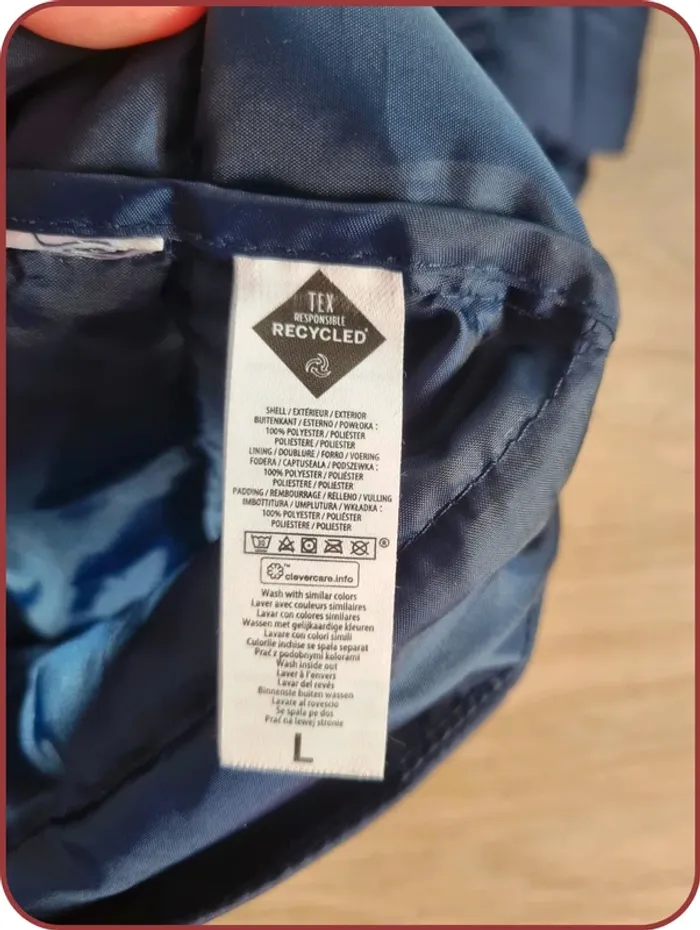 TEX
RESPONSIBLE
RECYCLED
SHELL / EXTÉRIEUR / EXTERIOR
BUITENKANT / ESTERNO / POWŁOKA :
100% POLYESTER / POLIÉSTER
POLIESTERE / POLIESTER
LINING / DOUBLURE / FORRO / VOERING
FODERA / CAPTUSEALA / PODSZEWKA :
100% POLYESTER / POLIÉSTER
POLIESTERE / POLIESTER
PADDING / REMBOURRAGE / RELLENO / VULLING
IMBOTTITURA / UMPLUTURA / WKŁADKA :
100% POLYESTER / POLIÉSTER
POLIESTERE / POLIESTER
®
clevercare.info™
Wash with similar colors
Laver avec couleurs similaires
Lavar con colores similares
Wassen met gelijkaardige kleuren
Lavare con colori simili
Culorile inchise se spala separat
Prać z podobnymi kolorami
Wash inside out
Laver à l'envers
Lavar del revés
Binnenste buiten wassen
Lavare al rovescio
Se spala pe dos
Prać na lewej stronie
L